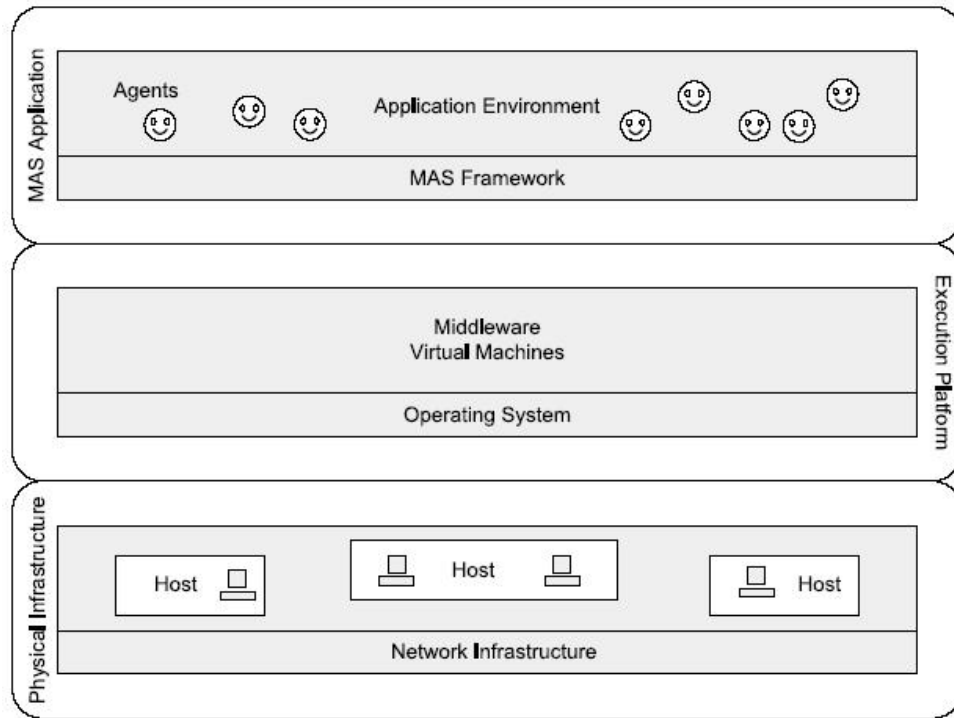 MAS Application
Agents
Application Environment
MAS Framework
Execution Platform
Middleware
Virtual Machines
Operating System
Physical Infrastructure
Host
Host
Host
Network Infrastructure